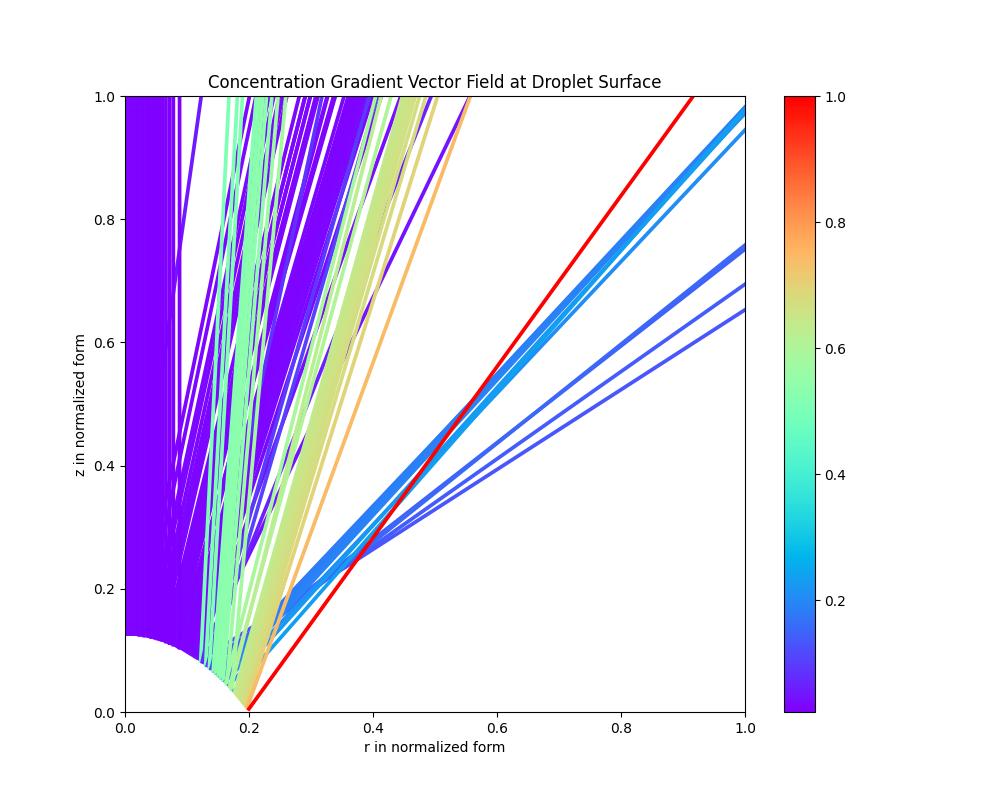 Concentration Gradient Vector Field at Droplet Surface
1.0
0.8
0.6
0.4
0.2
0.0
z in normalized form
0.0 0.2 0.4 0.6 0.8 1.0
r in normalized form
1.0
0.8
0.6
0.4
0.2